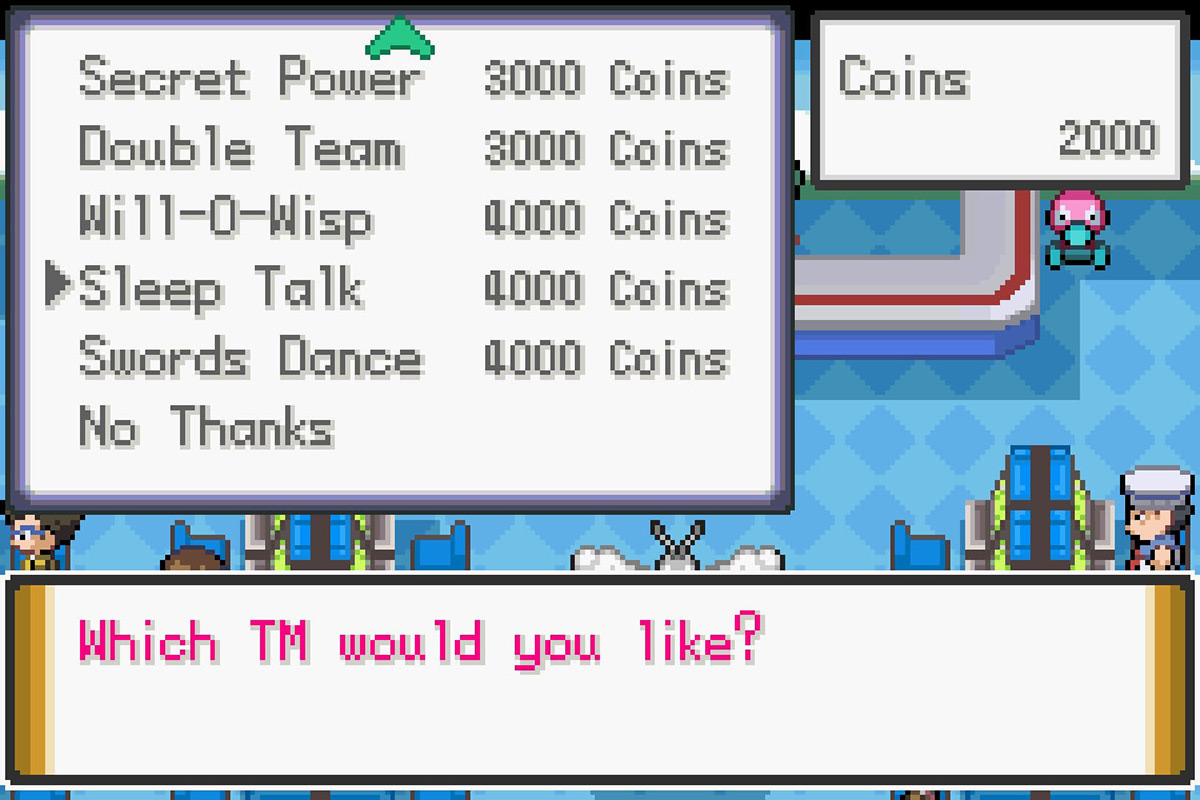 Secret Power 3000 Coins
Double Team 3000 Coins
Will-O-Wisp 4000 Coins
Sleep Talk 4000 Coins
Swords Dance 4000 Coins
No Thanks
Coins
2000
Which TM would you like?